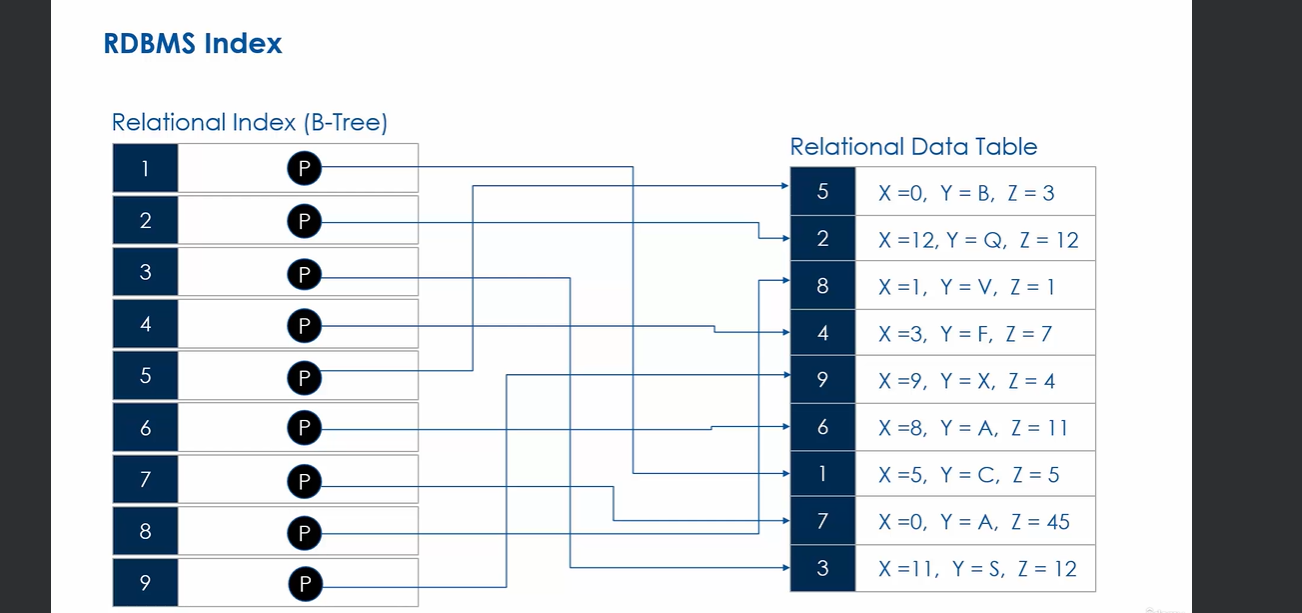 RDBMS Index
Relational Index (B-Tree)
1 P
2 P
3 P
4 P
5 P
6 P
7 P
8 P
9 P
Relational Data Table
5 X =0, Y = B, Z = 3
2 X =12, Y = Q, Z = 12
8 X =1, Y = V, Z = 1
4 X =3, Y = F, Z = 7
9 X =9, Y = X, Z = 4
6 X =8, Y = A, Z = 11
1 X =5, Y = C, Z = 5
7 X =0, Y = A, Z = 45
3 X =11, Y = S, Z = 12